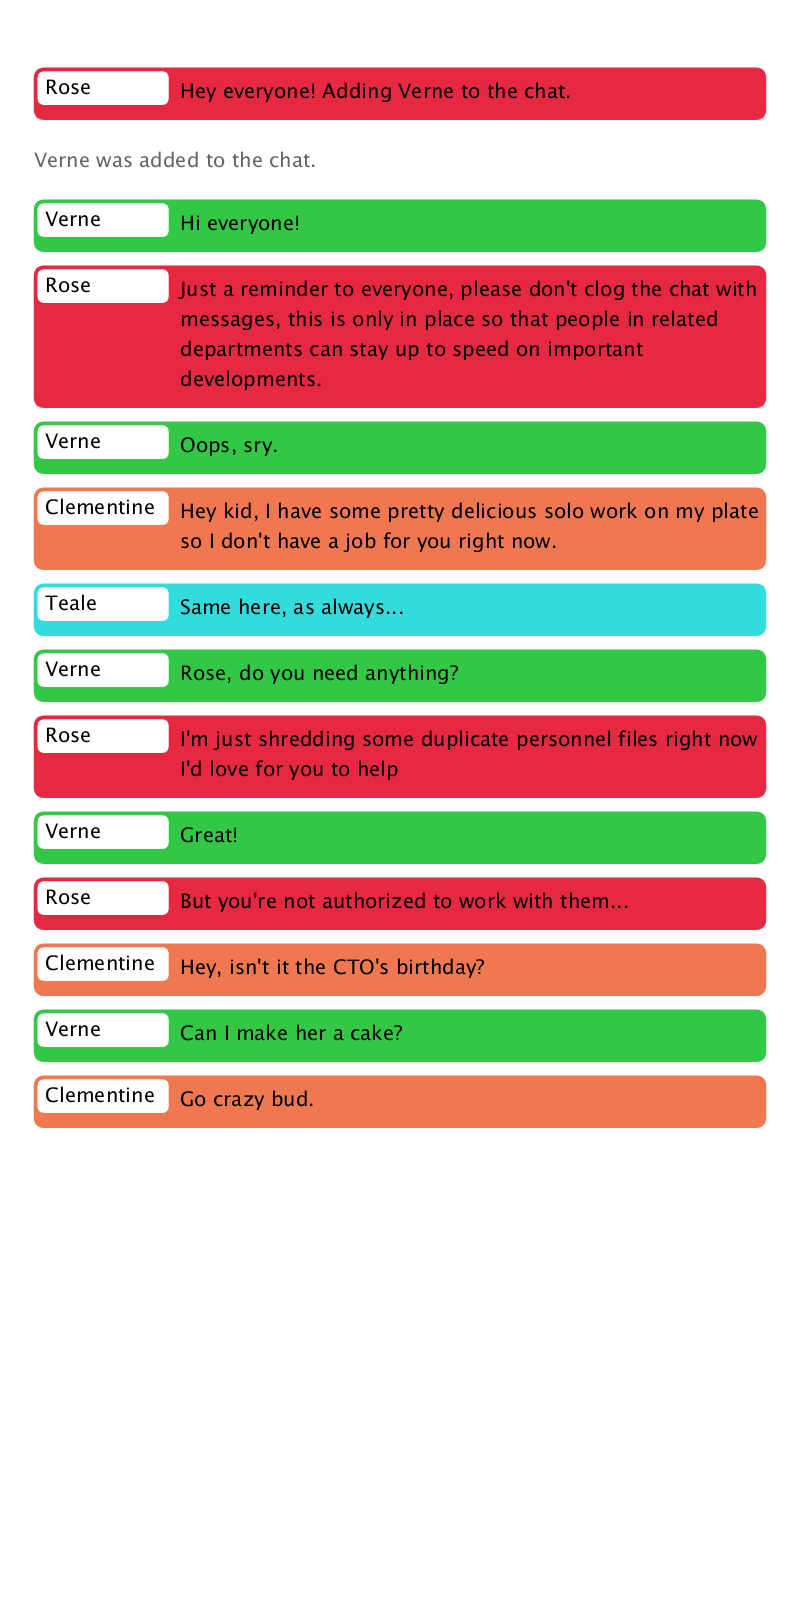 Rose
Hey everyone! Adding Verne to the chat.
Verne was added to the chat.
Verne
Hi everyone!
Rose
Just a reminder to everyone, please don't clog the chat with
messages, this is only in place so that people in related
departments can stay up to speed on important
developments.
Verne
Oops, sry.
Clementine
Hey kid, I have some pretty delicious solo work on my plate
so I don't have a job for you right now.
Teale
Same here, as always...
Verne
Rose, do you need anything?
Rose
I'm just shredding some duplicate personnel files right now
I'd love for you to help
Verne
Great!
Rose
But you're not authorized to work with them...
Clementine
Hey, isn't it the CTO's birthday?
Verne
Can I make her a cake?
Clementine
Go crazy bud.